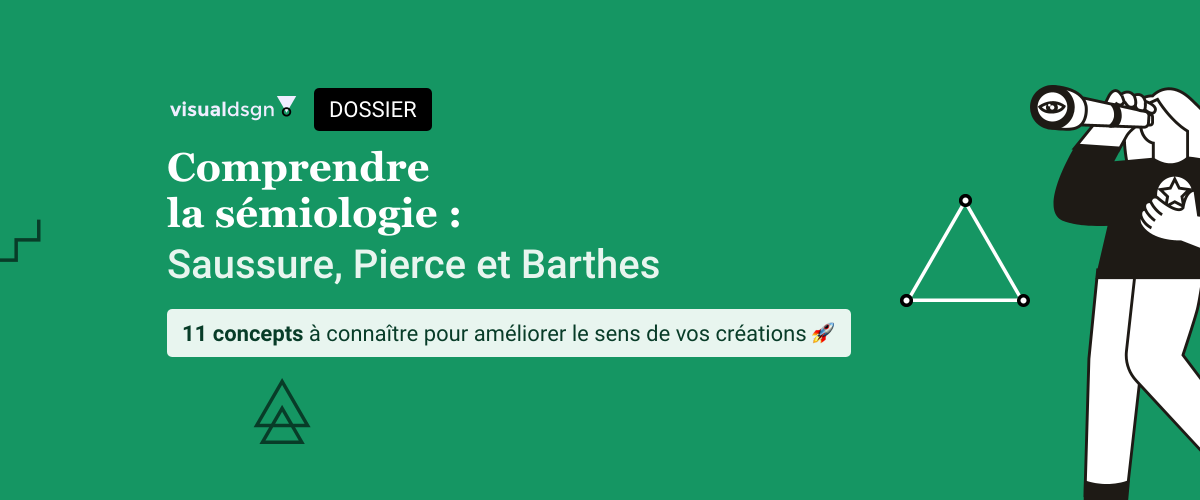 visualdsgn
DOSSIER
Comprendre
la sémiologie :
Saussure, Pierce et Barthes
11 concepts à connaître pour améliorer le sens de vos créations 🚀